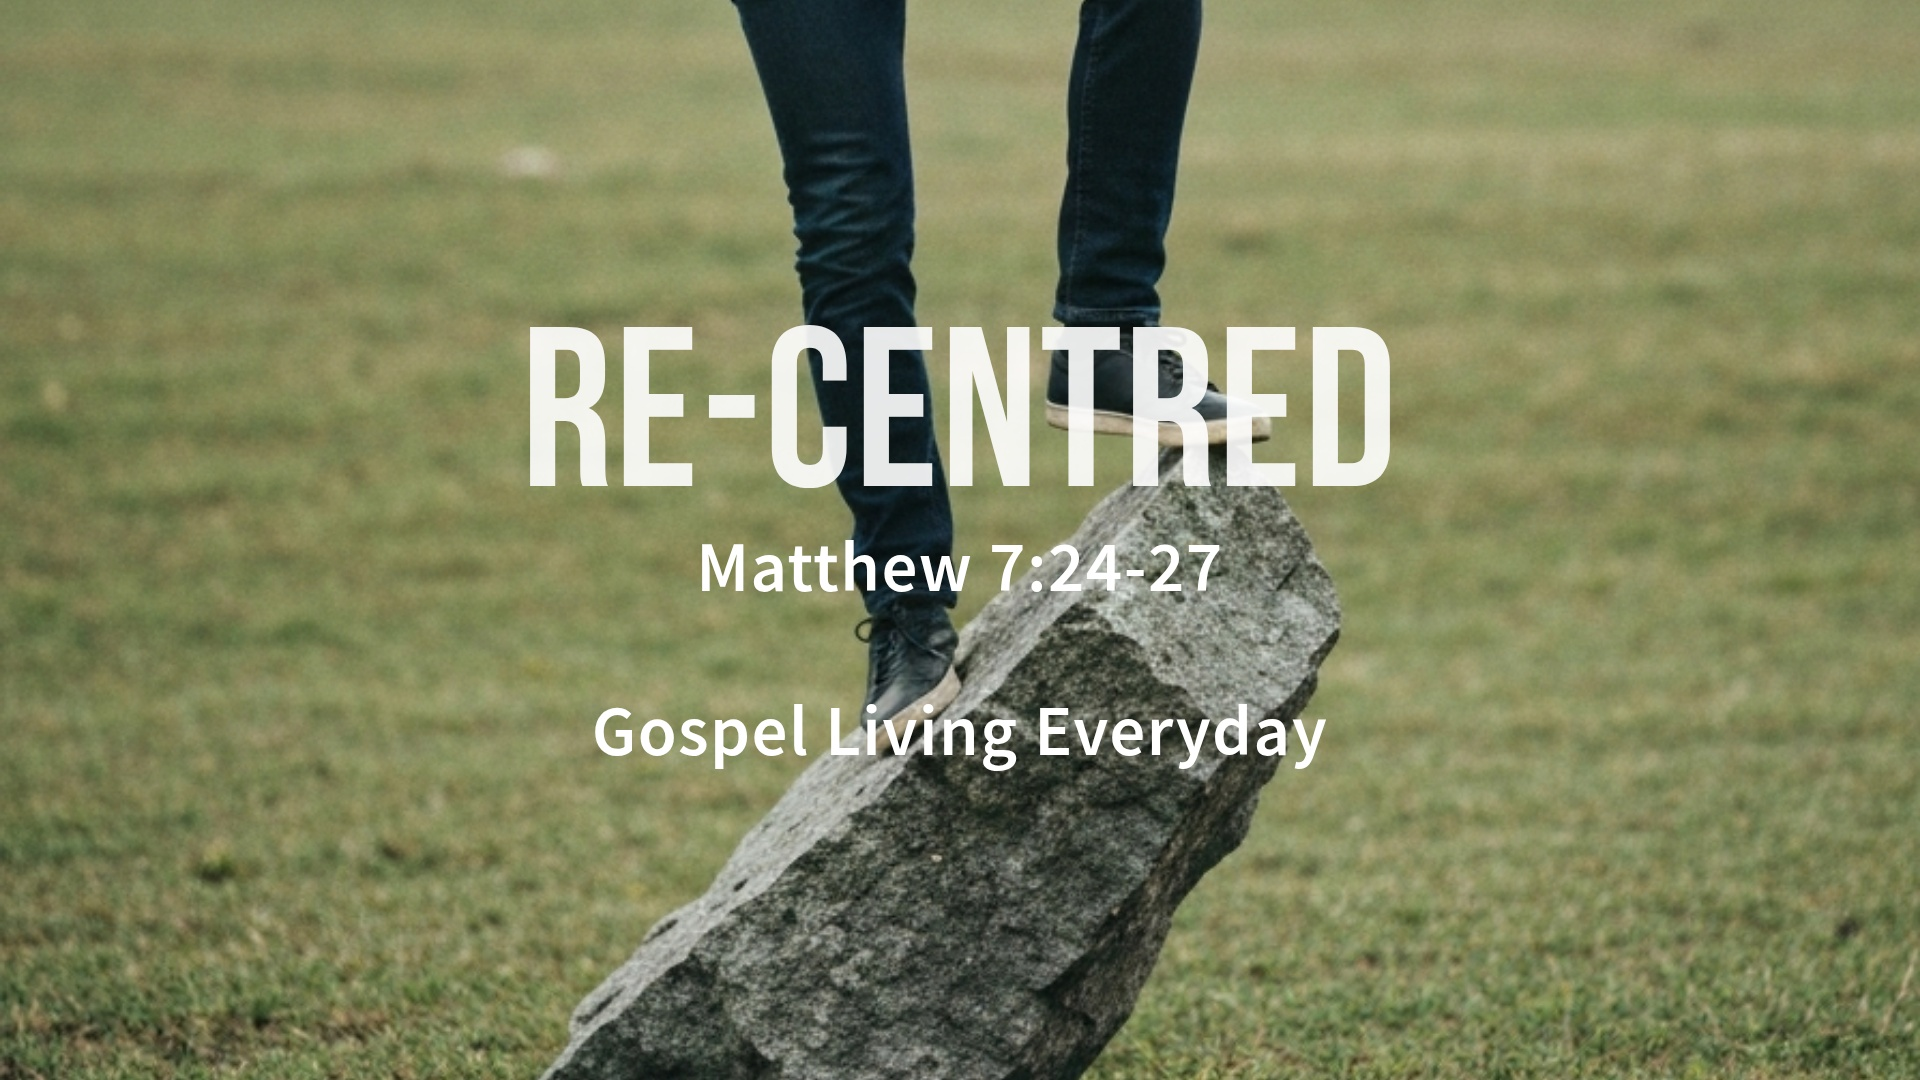 RE-CENTRED
Matthew 7:24-27
Gospel Living Everyday